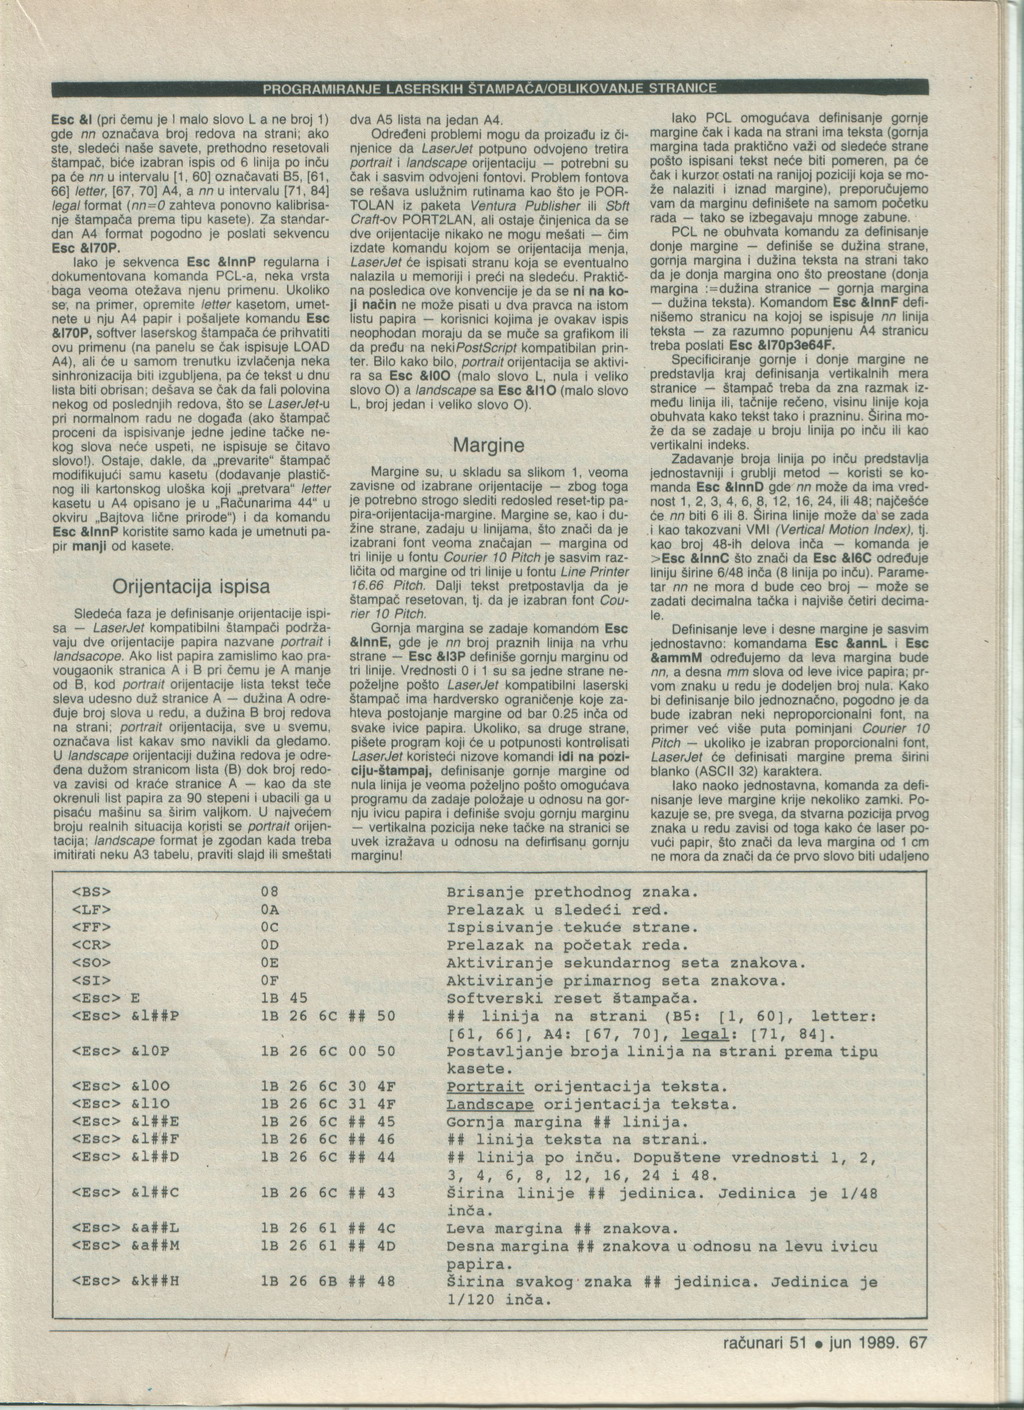 PROGRAMIRANJE LASERSKIH ŠTAMPAČA/OBLIKOVANJE STRANICE
Esc &l (pri čemu je l malo slovo L a ne broj 1)
gde nn označava broj redova na strani; ako
ste, sledeći naše savete, prethodno resetovali
štampač, biće izabran ispis od 6 linija po inču
pa će nn u intervalu [1, 60] označavati B5, [61,
66] letter, [67, 70] A4, a nn u intervalu [71, 84]
legal format (nn=0 zahteva ponovno kalibrisa-
nje štampača prema tipu kasete). Za standar-
dan A4 format pogodno je poslati sekvencu
Esc &l70P.
Iako je sekvenca Esc &lnnP regularna i
dokumentovana komanda PCL-a, neka vrsta
baga veoma otežava njenu primenu. Ukoliko
se, na primer, opremite letter kasetom, umet-
nete u nju A4 papir i pošaljete komandu Esc
&l70P, softver laserskog štampača će prihvatiti
ovu primenu (na panelu se čak ispisuje LOAD
A4), ali će u samom trenutku izvlačenja neka
sinhronizacija biti izgubljena, pa će tekst u dnu
lista biti obrisan; dešava se čak da fali polovina
nekog od poslednjih redova, što se LaserJet-u
pri normalnom radu ne događa (ako štampač
proceni da ispisivanje jedne jedine tačke ne-
kog slova neće uspeti, ne ispisuje se čitavo
slovo!). Ostaje, dakle, da „prevarite“ štampač
modifikujući samu kasetu (dodavanje plastič-
nog ili kartonskog uloška koji „pretvara“ letter
kasetu u A4 opisano je u „Računarima 44“ u
okviru „Bajtova lične prirode“) i da komandu
Esc &lnnP koristite samo kada je umetnuti pa-
pir manji od kasete.
Orijentacija ispisa
Sledeća faza je definisanje orijentacije ispi-
sa — LaserJet kompatibilni štampači podrža-
vaju dve orijentacije papira nazvane portrait i
landsacope. Ako list papira zamislimo kao pra-
vougaonik stranica A i B pri čemu je A manje
od B, kod portrait orijentacije lista tekst teče
sleva udesno duž stranice A — dužina A odre-
đuje broj slova u redu, a dužina B broj redova
na strani; portrait orijentacija, sve u svemu,
označava list kakav smo navikli da gledamo.
U landscape orijentaciji dužina redova je odre-
đena dužom stranicom lista (B) dok broj redo-
va zavisi od kraće stranice A — kao da ste
okrenuli list papira za 90 stepeni i ubacili ga u
pisaću mašinu sa širim valjkom. U najvećem
broju realnih situacija koristi se portrait orijen-
tacija; landscape format je zgodan kada treba
imitirati neku A3 tabelu, praviti slajd ili smeštati
dva A5 lista na jedan A4.
Određeni problemi mogu da proizađu iz či-
njenice da LaserJet potpuno odvojeno tretira
portrait i landscape orijentaciju — potrebni su
čak i sasvim odvojeni fontovi. Problem fontova
se rešava uslužnim rutinama kao što je POR-
TOLAN iz paketa Ventura Publisher ili Sbft
Craft-ov PORT2LAN, ali ostaje činjenica da se
dve orijentacije nikako ne mogu mešati — čim
izdate komandu kojom se orijentacija menja,
LaserJet će ispisati stranu koja se eventualno
nalazila u memoriji i preći na sledeću. Praktič-
na posledica ove konvencije je da se ni na ko-
ji način ne može pisati u dva pravca na istom
listu papira — korisnici kojima je ovakav ispis
neophodan moraju da se muče sa grafikom ili
da pređu na nekiPostScript kompatibilan prin-
ter. Bilo kako bilo, portrait orijentacija se aktivi-
ra sa Esc &l0O (malo slovo L, nula i veliko
slovo O) a landscape sa Esc &l1O (malo slovo
L, broj jedan i veliko slovo O).
Margine
Margine su, u skladu sa slikom 1, veoma
zavisne od izabrane orijentacije — zbog toga
je potrebno strogo slediti redosled reset-tip pa-
pira-orijentacija-margine. Margine se, kao i du-
žine strane, zadaju u linijama, što znači da je
izabrani font veoma značajan — margina od
tri linije u fontu Courier 10 Pitch je sasvim raz-
ličita od margine od tri linije u fontu Line Printer
16.66 Pitch. Dalji tekst pretpostavlja da je
štampač resetovan, tj. da je izabran font Cou-
rier 10 Pitch.
Gornja margina se zadaje komandom Esc
&lnnE, gde je nn broj praznih linija na vrhu
strane — Esc &l3P definiše gornju marginu od
tri linije. Vrednosti 0 i 1 su sa jedne strane ne-
poželjne pošto LaserJet kompatibilni laserski
štampač ima hardversko ograničenje koje za-
hteva postojanje margine od bar 0.25 inča od
svake ivice papira. Ukoliko, sa druge strane,
pišete program koji će u potpunosti kontrolisati
LaserJet koristeći nizove komandi idi na pozi-
ciju-štampaj, definisanje gornje margine od
nula linija je veoma poželjno pošto omogućava
programu da zadaje položaje u odnosu na gor-
nju ivicu papira i definiše svoju gornju marginu
— vertikalna pozicija neke tačke na stranici se
uvek izražava u odnosu na definisanu gornju
marginu!
Iako PCL omogućava definisanje gornje
margine čak i kada na strani ima teksta (gornja
margina tada praktično važi od sledeće strane
pošto ispisani tekst neće biti pomeren, pa će
čak i kurzor ostati na ranijoj poziciji koja se mo-
že nalaziti i iznad margine), preporučujemo
vam da marginu definišete na samom početku
rada — tako se izbegavaju mnoge zabune.
PCL ne obuhvata komandu za definisanje
donje margine — definiše se dužina strane,
gornja margina i dužina teksta na strani tako
da je donja margina ono što preostane (donja
margina :=dužina stranice — gornja margina
— dužina teksta). Komandom Esc &lnnF defi-
nišemo stranicu na kojoj se ispisuje nn linija
teksta — za razumno popunjenu A4 stranicu
treba poslati Esc &l70p3e64F.
Specificiranje gornje i donje margine ne
predstavlja kraj definisanja vertikalnih mera
stranice — štampač treba da zna razmak iz-
među linija ili, tačnije rečeno, visinu linije koja
obuhvata kako tekst tako i prazninu. Širina mo-
že da se zadaje u broju linija po inču ili kao
vertikalni indeks.
Zadavanje broja linija po inču predstavlja
jednostavniji i grublji metod — koristi se ko-
manda Esc &lnnD gde nn može da ima vred-
nost 1, 2, 3, 4, 6, 8, 12, 16, 24, ili 48; najčešće
će nn biti 6 ili 8. Širina linije može da se zada
i kao takozvani VMI (Vertical Motion Index), tj.
kao broj 48-ih delova inča — komanda je
>Esc &lnnC što znači da Esc &l6C određuje
liniju širine 6/48 inča (8 linija po inču). Parame-
tar nn ne mora d bude ceo broj — može se
zadati decimalna tačka i najviše četiri decima-
le.
Definisanje leve i desne margine je sasvim
jednostavno: komandama Esc &annL i Esc
&ammM određujemo da leva margina bude
nn, a desna mm slova od leve ivice papira; pr-
vom znaku u redu je dodeljen broj nula. Kako
bi definisanje bilo jednoznačno, pogodno je da
bude izabran neki neproporcionalni font, na
primer već više puta pominjani Courier 10
Pitch — ukoliko je izabran proporcionalni font,
LaserJet će definisati margine prema širini
blanko (ASCII 32) karaktera.
Iako naoko jednostavna, komanda za defi-
nisanje leve margine krije nekoliko zamki. Po-
kazuje se, pre svega, da stvarna pozicija prvog
znaka u redu zavisi od toga kako će laser po-
vući papir, što znači da leva margina od 1 cm
ne mora da znači da će prvo slovo biti udaljeno
<BS> 08 Brisanje prethodnog znaka.
<LF> 0A Prelazak u sledeći red.
<FF> 0C Ispisivanje tekuće strane.
<CR> 0D Prelazak na početak reda.
<SO> 0E Aktiviranje sekundarnog seta znakova.
<SI> 0F Aktiviranje primarnog seta znakova.
<Esc> E 1B 45 Softverski reset štampača.
<Esc> &l##P 1B 26 6C ## 50 ## linija na strani (B5: [1, 60], letter:
[61, 66], A4: [67, 70], legal: [71, 84].
<Esc> &l0P 1B 26 6C 00 50 Postavljanje broja linija na strani prema tipu
kasete.
<Esc> &l0O 1B 26 6C 30 4F Portrait orijentacija teksta.
<Esc> &l1O 1B 26 6C 31 4F Landscape orijentacija teksta.
<Esc> &l##E 1B 26 6C ## 45 Gornja margina ## linija.
<Esc> &l##F 1B 26 6C ## 46 ## linija teksta na strani.
<Esc> &l##D 1B 26 6C ## 44 ## linija po inču. Dopuštene vrednosti 1, 2,
3, 4, 6, 8, 12, 16, 24 i 48.
<Esc> &l##C 1B 26 6C ## 43 Širina linije ## jedinica. Jedinica je 1/48
inča.
<Esc> &a##L 1B 26 61 ## 4C Leva margina ## znakova.
<Esc> &a##M 1B 26 61 ## 4D Desna margina ## znakova u odnosu na levu ivicu
papira.
<Esc> &k##H 1B 26 6B ## 48 Širina svakog znaka ## jedinica. Jedinica je
1/120 inča.
računari 51 • jun 1989. 67